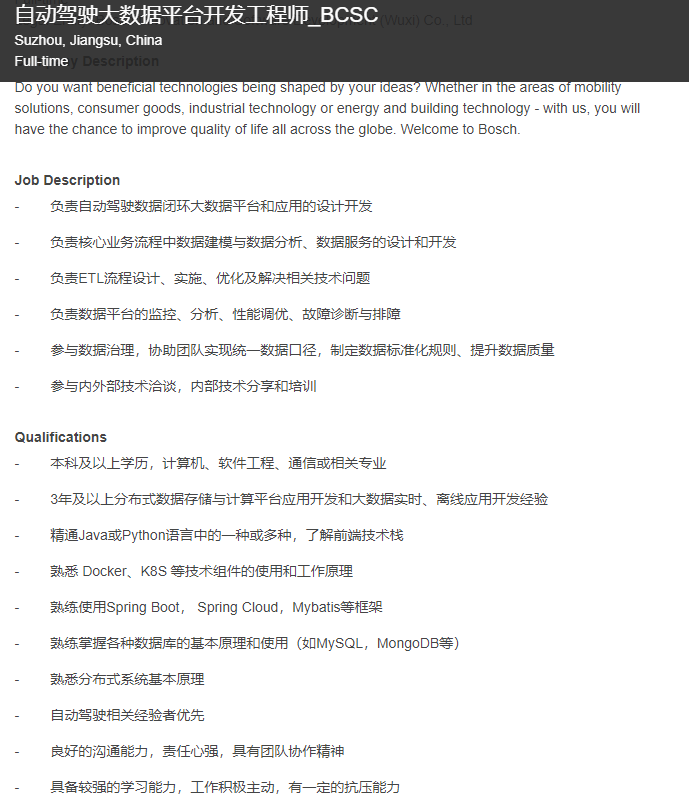 自动驾驶大数据平台开发工程师_BCSC
(Wuxi) Co., Ltd
Suzhou, Jiangsu, China
Full-time
Description
Do you want beneficial technologies being shaped by your ideas? Whether in the areas of mobility
solutions, consumer goods, industrial technology or energy and building technology - with us, you will
have the chance to improve quality of life all across the globe. Welcome to Bosch.
Job Description
- 负责自动驾驶数据闭环大数据平台和应用的设计开发
- 负责核心业务流程中数据建模与数据分析、数据服务的设计和开发
- 负责ETL流程设计、实施、优化及解决相关技术问题
- 负责数据平台的监控、分析、性能调优、故障诊断与排障
- 参与数据治理，协助团队实现统一数据口径，制定数据标准化规则、提升数据质量
- 参与内外部技术洽谈，内部技术分享和培训
Qualifications
- 本科及以上学历，计算机、软件工程、通信或相关专业
- 3年及以上分布式数据存储与计算平台应用开发和大数据实时、离线应用开发经验
- 精通Java或Python语言中的一种或多种，了解前端技术栈
- 熟悉 Docker、K8S 等技术组件的使用和工作原理
- 熟练使用Spring Boot， Spring Cloud，Mybatis等框架
- 熟练掌握各种数据库的基本原理和使用（如MySQL，MongoDB等）
- 熟悉分布式系统基本原理
- 自动驾驶相关经验者优先
- 良好的沟通能力，责任心强，具有团队协作精神
- 具备较强的学习能力，工作积极主动，有一定的抗压能力